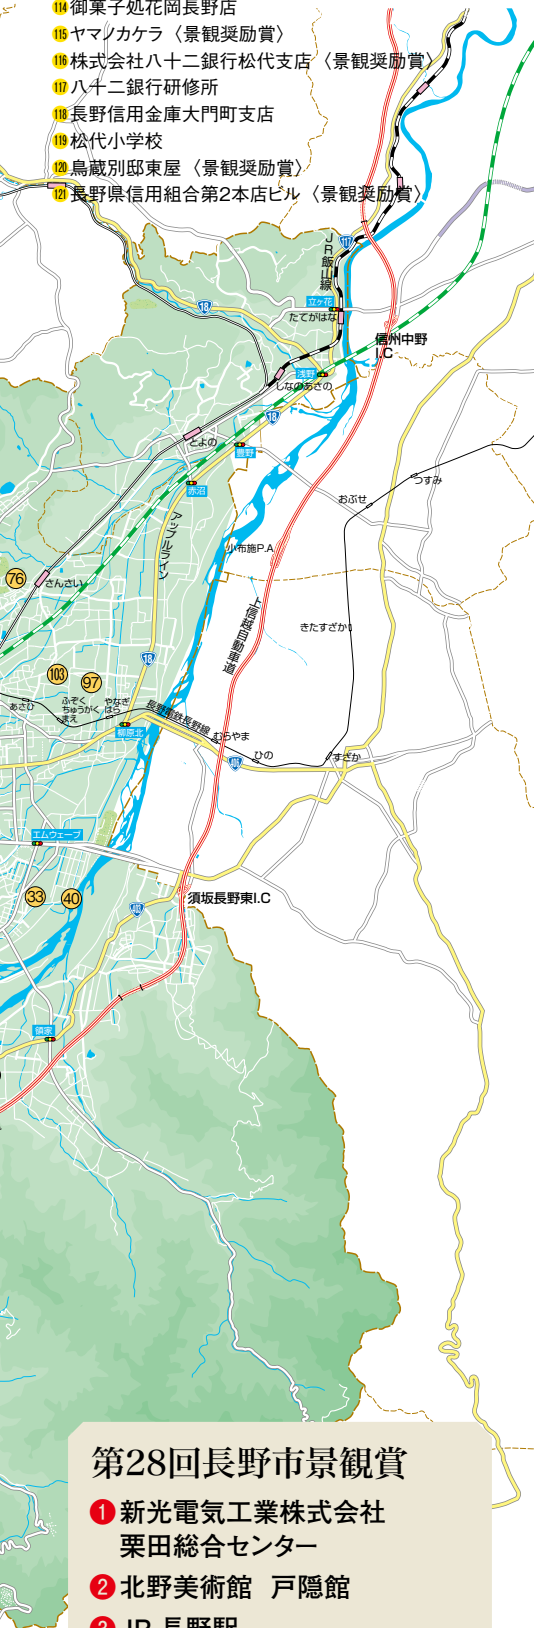 114 御菓子処花岡長野店
115 ヤマノカケラ〈景観奨励賞〉
116 株式会社八十二銀行松代支店〈景観奨励賞〉
117 八十二銀行研修所
118 長野信用金庫大門町支店
119 松代小学校
120 鳥蔵別邸東屋〈景観奨励賞〉
121 長野県信用組合第2本店ビル〈景観奨励賞〉
117
JR飯山線
18
立ヶ花
たてがはな
信州中野
I.C
浅野
しなのあさの
18
とよの
豊野
つすみ
赤沼
おぶせ
アップルライン
小布施P.A
76
さんさい
上信越自動車道
きたすざか
18
103
97
あさひ
ふぞく
ちゅうがく
まえ
やなぎ
はら
長野電鉄長野線
柳原北
むらやま
ひの
すざか
406
エムウェーブ
33
40
須坂長野東I.C
領家
第28回長野市景観賞
1 新光電気工業株式会社
栗田総合センター
2 北野美術館 戸隠館
3 JR 長野駅